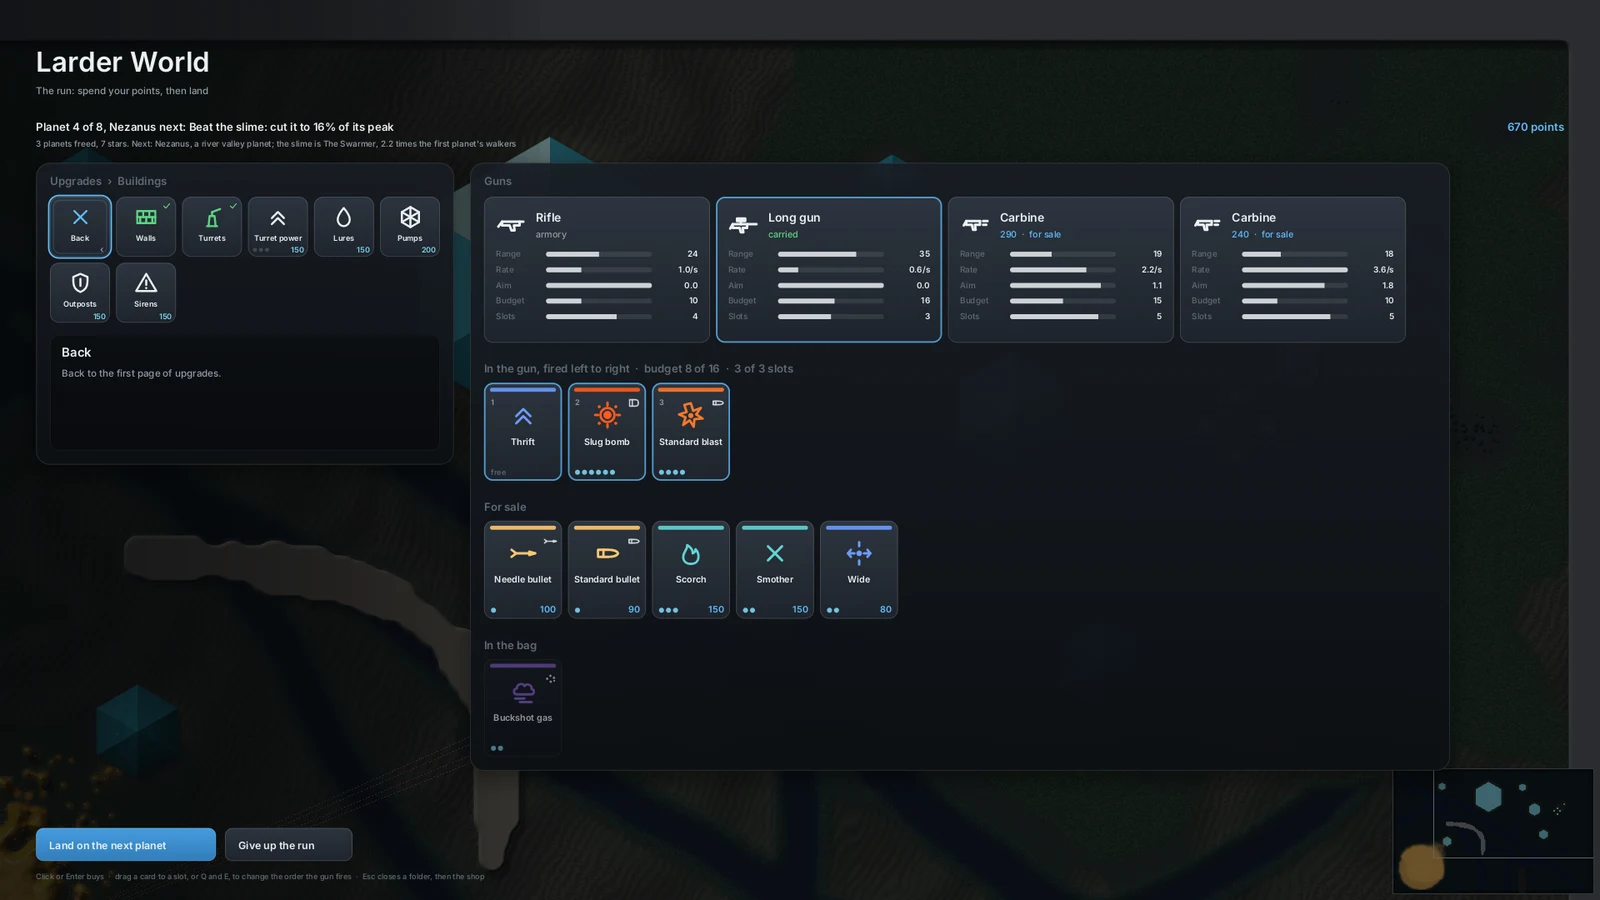 Larder World
The run: spend your points, then land
Planet 4 of 8, Nezanus next: Beat the slime: cut it to 16% of its peak
670 points
3 planets freed, 7 stars. Next: Nezanus, a river valley planet; the slime is The Swarmer, 2.2 times the first planet's walkers
Upgrades › Buildings
Back
Walls
Turrets
Turret power
150
Lures
150
Pumps
200
Outposts
150
Sirens
150
Back
Back to the first page of upgrades.
Guns
Rifle
armory
Range 24
Rate 1.0/s
Aim 0.0
Budget 10
Slots 4
Long gun
carried
Range 35
Rate 0.6/s
Aim 0.0
Budget 16
Slots 3
Carbine
290 · for sale
Range 19
Rate 2.2/s
Aim 1.1
Budget 15
Slots 5
Carbine
240 · for sale
Range 18
Rate 3.6/s
Aim 1.8
Budget 10
Slots 5
In the gun, fired left to right · budget 8 of 16 · 3 of 3 slots
1
Thrift
free
2
Slug bomb
3
Standard blast
For sale
Needle bullet
100
Standard bullet
90
Scorch
150
Smother
150
Wide
80
In the bag
Buckshot gas
Land on the next planet
Give up the run
Click or Enter buys · drag a card to a slot, or Q and E, to change the order the gun fires · Esc closes a folder, then the shop